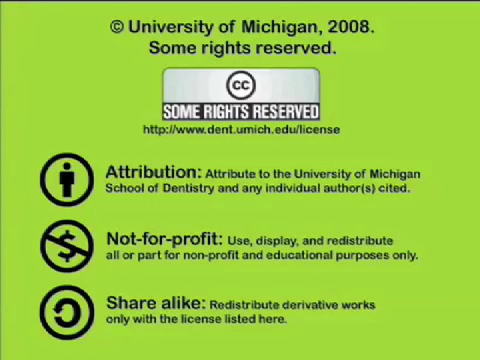 © University of Michigan, 2008.
Some rights reserved.
cc
SOME RIGHTS RESERVED
http://www.dent.umich.edu/license
Attribution: Attribute to the University of Michigan
School of Dentistry and any individual author(s) cited.
$
Not-for-profit: Use, display, and redistribute
all or part for non-profit and educational purposes only.
Share alike: Redistribute derivative works
only with the license listed here.